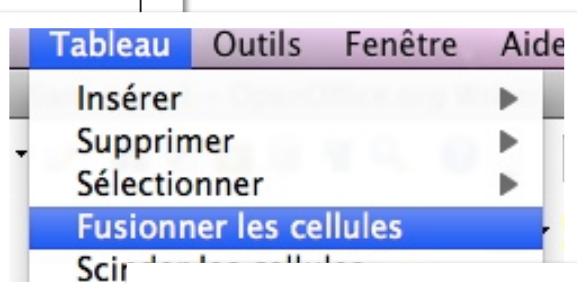 Tableau Outils Fenêtre Aide
Insérer
Supprimer
Sélectionner
Fusionner les cellules